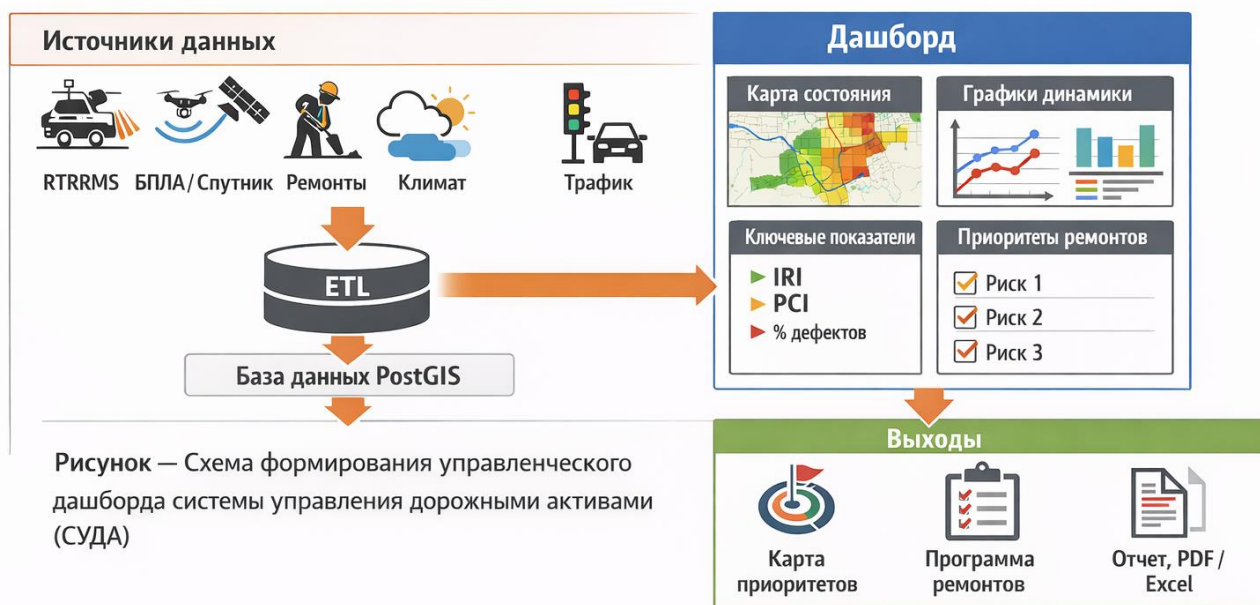 Источники данных
RTRRMS
БПЛА / Спутник
Ремонты
Климат
Трафик
ETL
База данных PostGIS
Рисунок — Схема формирования управленческого
дашборда системы управления дорожными активами
(СУДА)
Дашборд
Карта состояния
Графики динамики
Ключевые показатели
IRI
PCI
% дефектов
Приоритеты ремонтов
Риск 1
Риск 2
Риск 3
Выходы
Карта
приоритетов
Программа
ремонтов
Отчет, PDF /
Excel